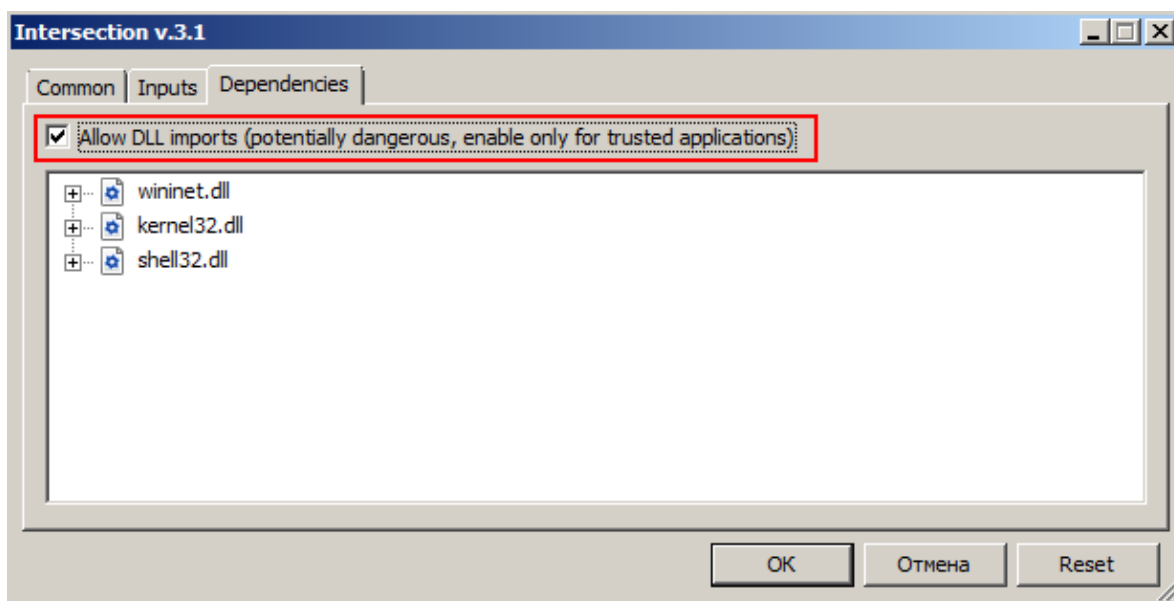 Intersection v.3.1
Common Inputs Dependencies
Allow DLL imports (potentially dangerous, enable only for trusted applications)
wininet.dll
kernel32.dll
shell32.dll
OK Отмена Reset